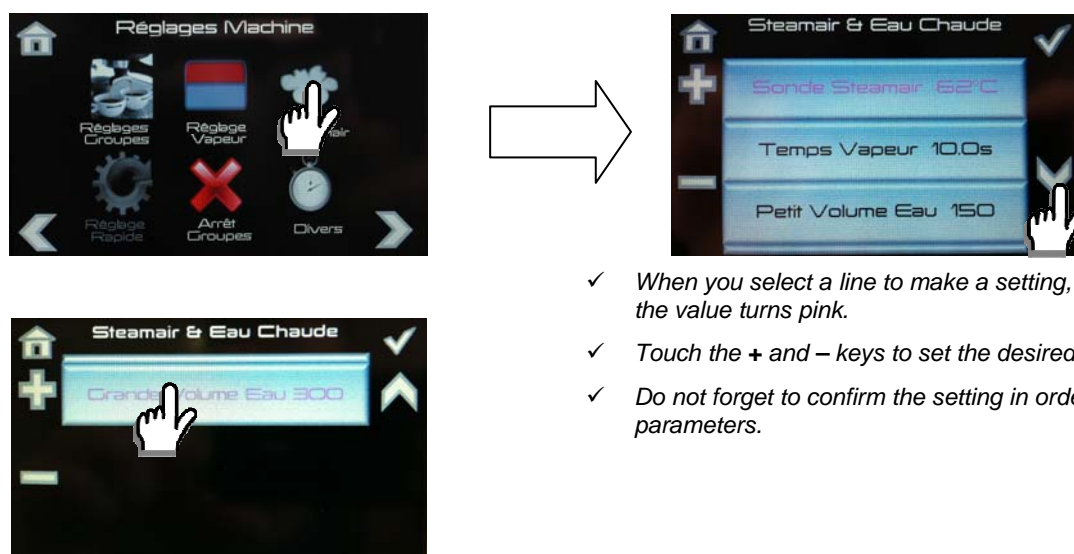 Réglages Machine
Réglages
Groupes
Réglage
Vapeur
Réglage
Rapide
Arrêt
Groupes
Divers
Steamair & Eau Chaude
Sonde Steamair 62°C
Temps Vapeur 10.0s
Petit Volume Eau 150
✓ When you select a line to make a setting,
the value turns pink.
✓ Touch the + and – keys to set the desired
✓ Do not forget to confirm the setting in
parameters.
Steamair & Eau Chaude
Grande Volume Eau 300